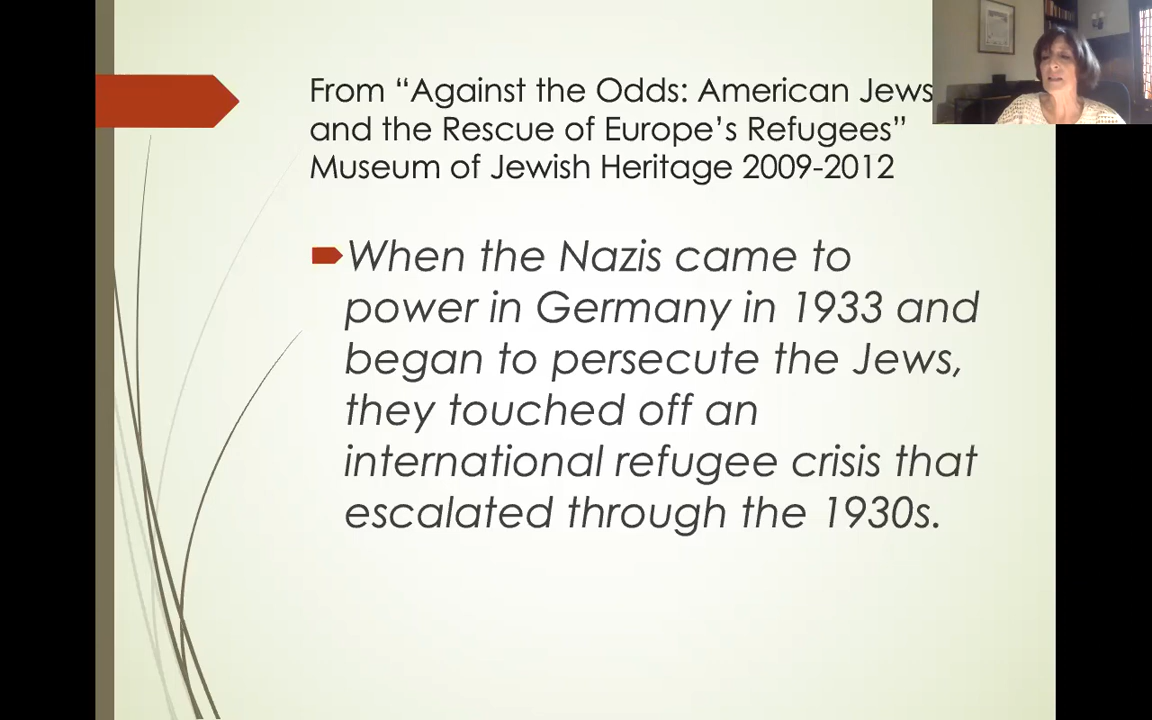 From “Against the Odds: American Jews
and the Rescue of Europe’s Refugees”
Museum of Jewish Heritage 2009-2012
When the Nazis came to
power in Germany in 1933 and
began to persecute the Jews,
they touched off an
international refugee crisis that
escalated through the 1930s.